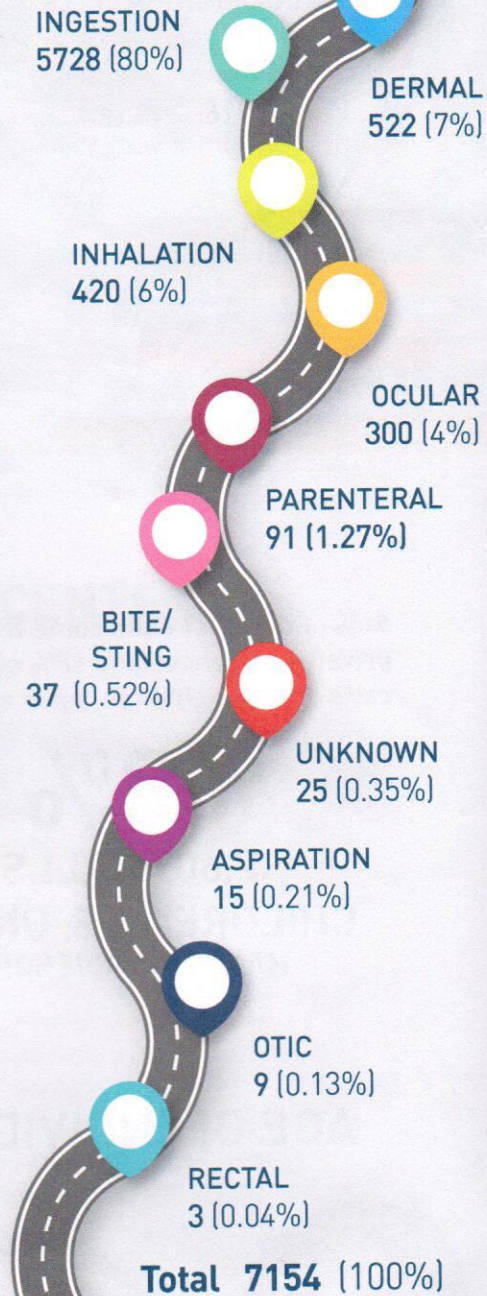 INGESTION
5728 (80%)
DERMAL
522 (7%)
INHALATION
420 (6%)
OCULAR
300 (4%)
PARENTERAL
91 (1.27%)
BITE/
STING
37 (0.52%)
UNKNOWN
25 (0.35%)
ASPIRATION
15 (0.21%)
OTIC
9 (0.13%)
RECTAL
3 (0.04%)
Total 7154 (100%)